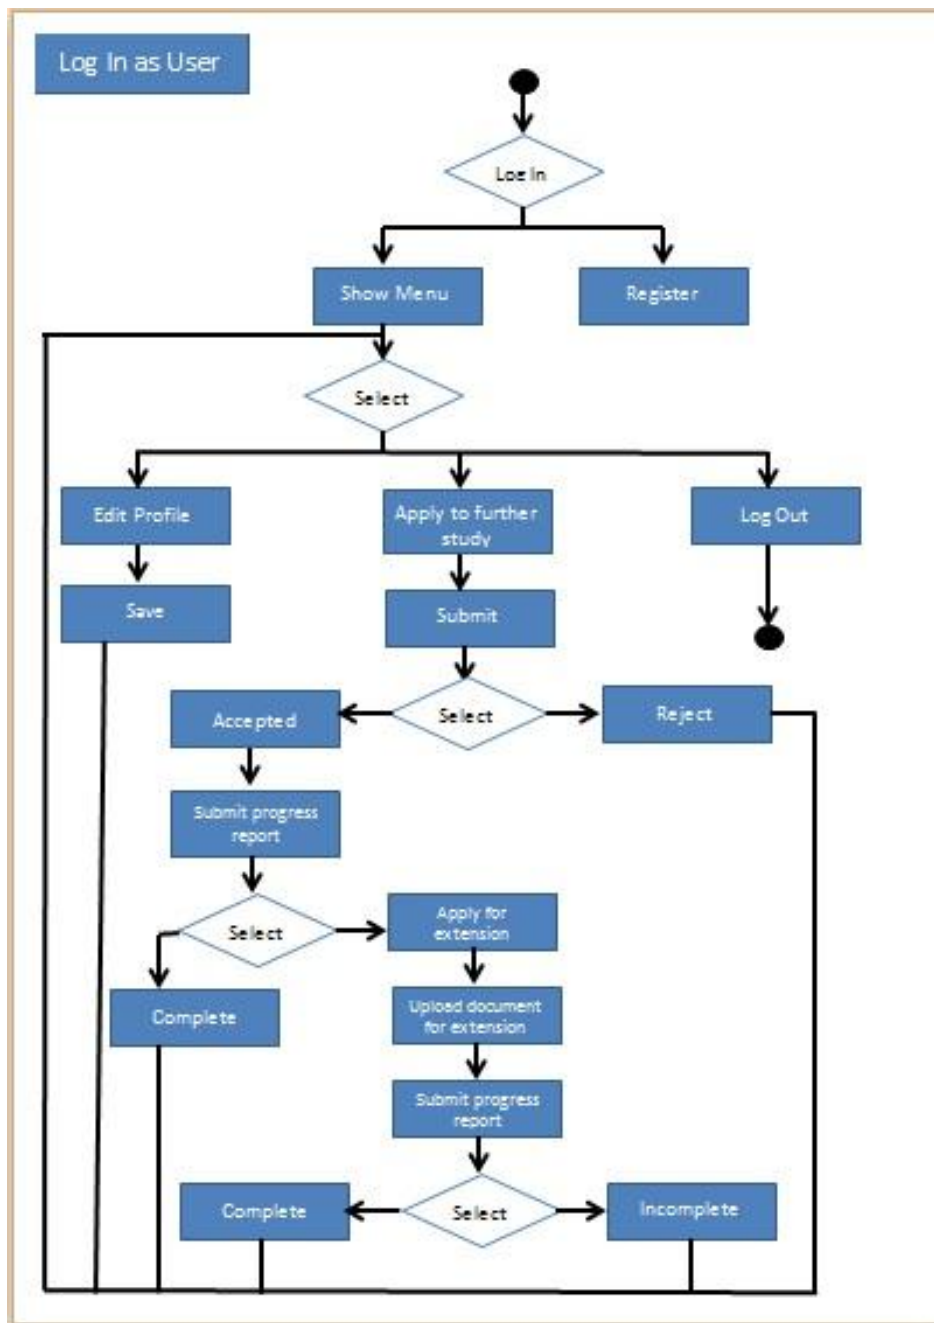 Log In as User
Log In
Show Menu
Register
Select
Edit Profile
Apply to further
study
Log Out
Save
Submit
Accepted
Select
Reject
Submit progress
report
Select
Apply for
extension
Complete
Upload document
for extension
Submit progress
report
Complete
Select
Incomplete